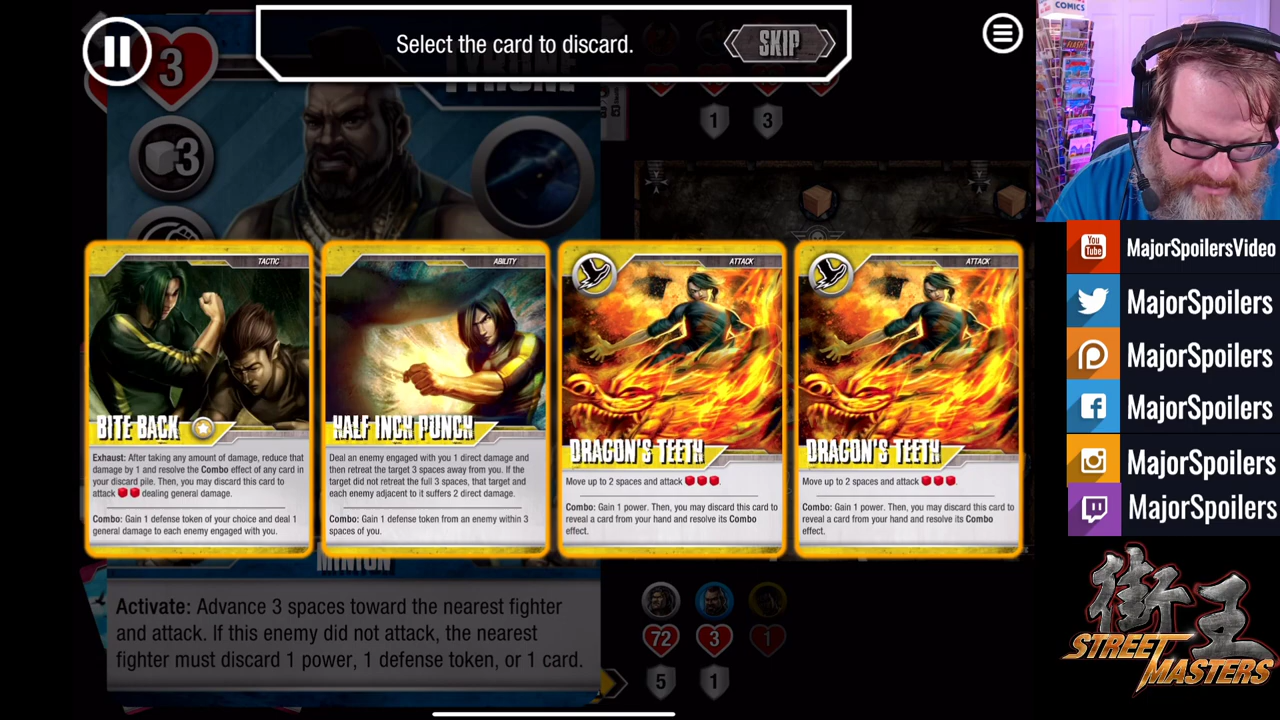 Select the card to discard.
SKIP
3
TYRONE
3
1
3
TACTIC
BITE BACK
Exhaust: After taking any amount of damage, reduce that
damage by 1 and resolve the Combo effect of any card in
your discard pile. Then, you may discard this card to
attack dealing general damage.
Combo: Gain 1 defense token of your choice and deal 1
general damage to each enemy engaged with you.
ABILITY
HALF INCH PUNCH
Deal an enemy engaged with you 1 direct damage and
then retreat the target 3 spaces away from you. If the
target did not retreat the full 3 spaces, that target and
each enemy adjacent to it suffers 2 direct damage.
Combo: Gain 1 defense token from an enemy within 3
spaces of you.
ATTACK
DRAGON'S TEETH
Move up to 2 spaces and attack .
Combo: Gain 1 power. Then, you may discard this card to
reveal a card from your hand and resolve its Combo
effect.
ATTACK
DRAGON'S TEETH
Move up to 2 spaces and attack .
Combo: Gain 1 power. Then, you may discard this card to
reveal a card from your hand and resolve its Combo
effect.
MINION
Activate: Advance 3 spaces toward the nearest fighter
and attack. If this enemy did not attack, the nearest
fighter must discard 1 power, 1 defense token, or 1 card.
72
3
1
5
1
COMICS
FLASH
You
Tube
MajorSpoilersVideo
MajorSpoilers
MajorSpoilers
MajorSpoilers
MajorSpoilers
MajorSpoilers
街王
STREET
MASTERS